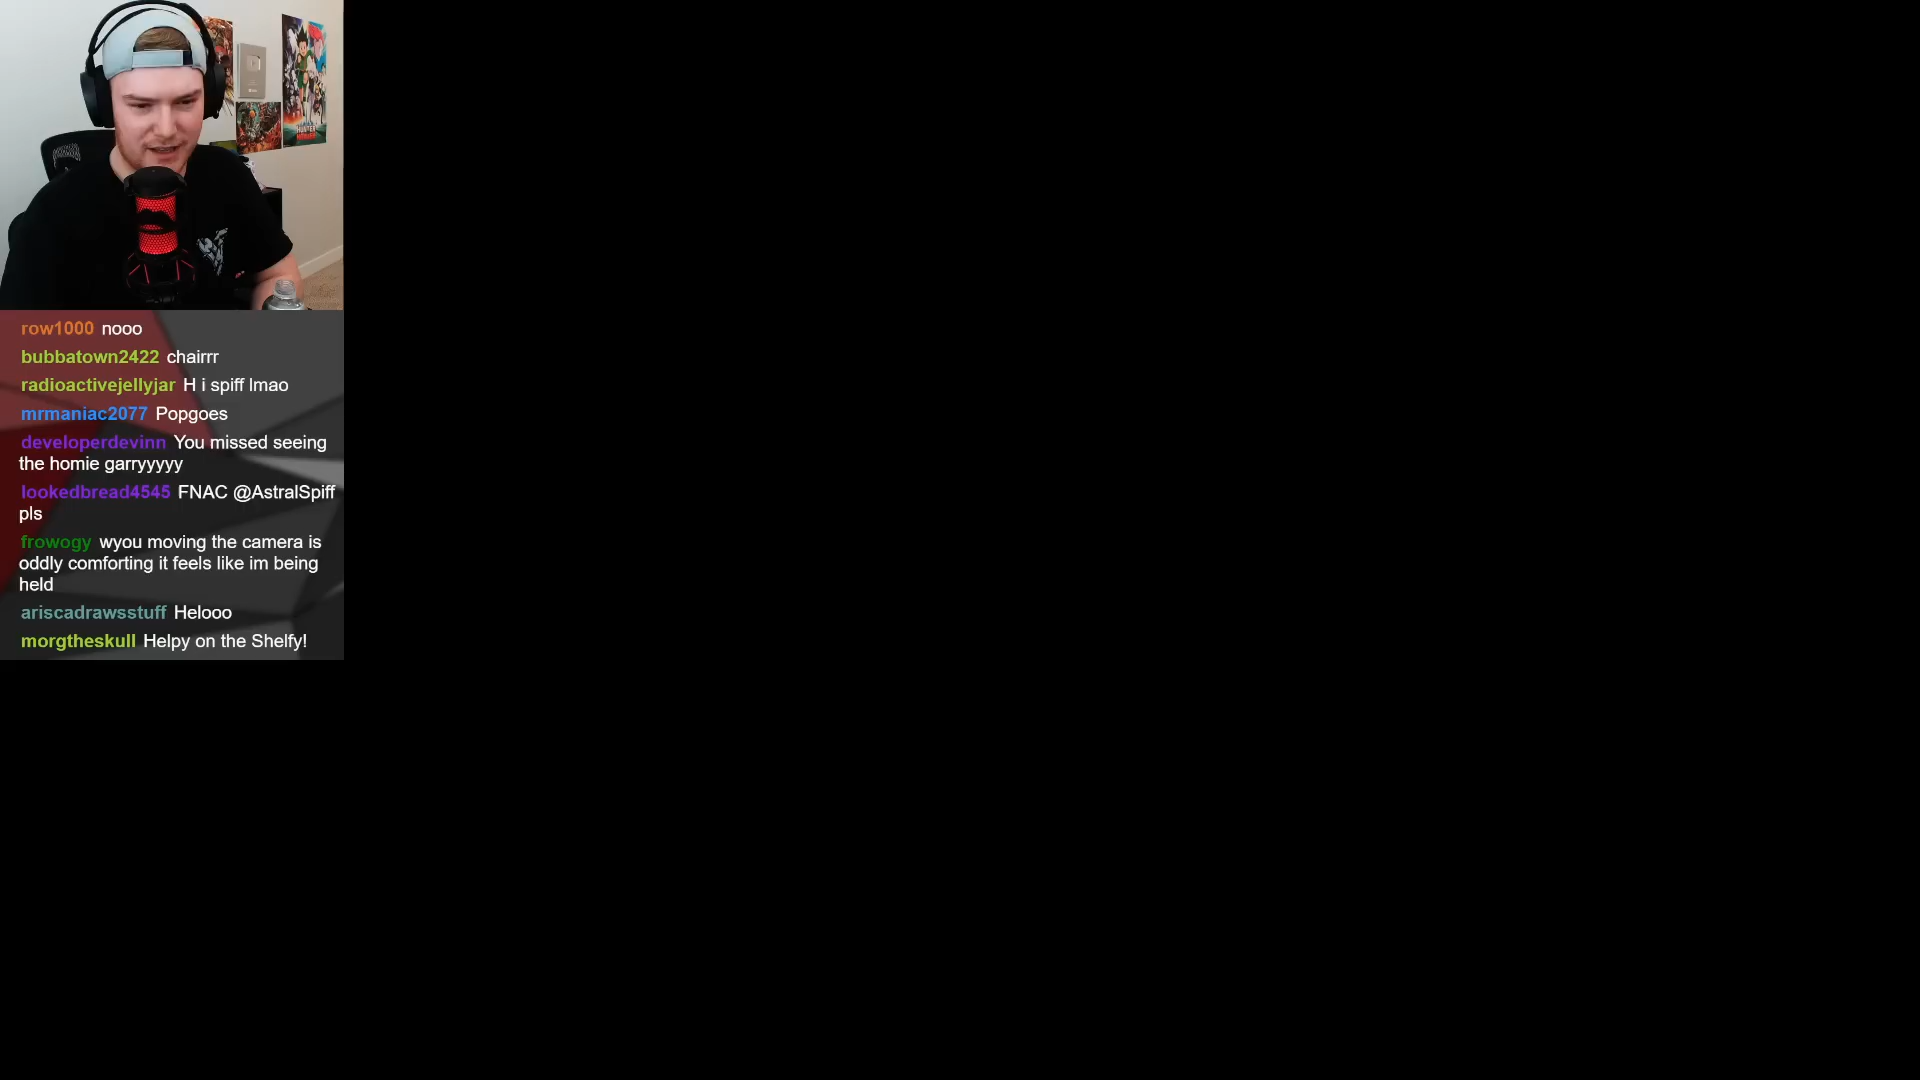 HUNTER
row1000 nooo
bubbatown2422 chairrr
radioactivejellyjar H i spiff lmao
mrmaniac2077 Popgoes
developerdevinn You missed seeing
the homie garryyyyy
lookedbread4545 FNAC @AstralSpiff
pls
frowogy wyou moving the camera is
oddly comforting it feels like im being
held
ariscadrawsstuff Helooo
morgtheskull Helpy on the Shelfy!